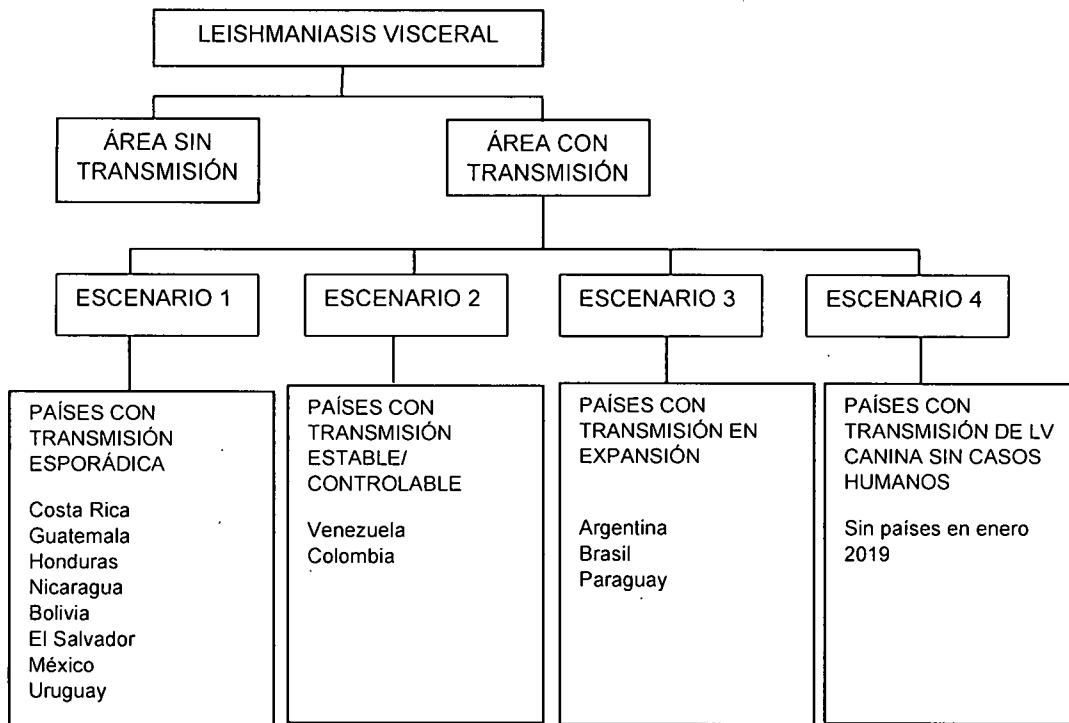 LEISHMANIASIS VISCERAL
ÁREA SIN
TRANSMISIÓN
ÁREA CON
TRANSMISIÓN
ESCENARIO 1
ESCENARIO 2
ESCENARIO 3
ESCENARIO 4
PAÍSES CON
TRANSMISIÓN
ESPORÁDICA
Costa Rica
Guatemala
Honduras
Nicaragua
Bolivia
El Salvador
México
Uruguay
PAÍSES CON
TRANSMISIÓN
ESTABLE/
CONTROLABLE
Venezuela
Colombia
PAÍSES CON
TRANSMISIÓN EN
EXPANSIÓN
Argentina
Brasil
Paraguay
PAÍSES CON
TRANSMISIÓN DE LV
CANINA SIN CASOS
HUMANOS
Sin países en enero
2019